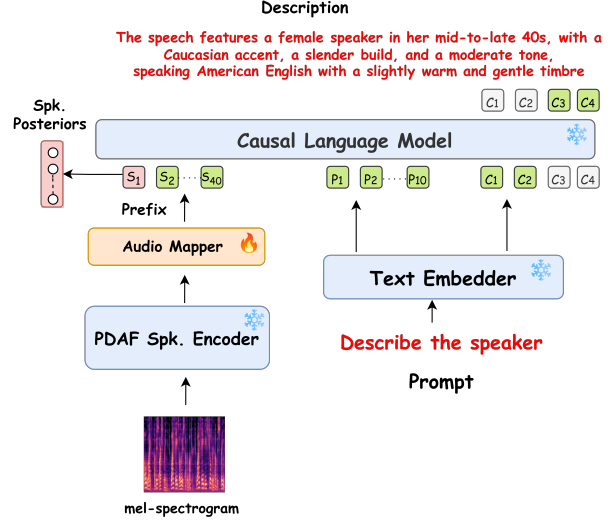 Description
The speech features a female speaker in her mid-to-late 40s, with a
Caucasian accent, a slender build, and a moderate tone,
speaking American English with a slightly warm and gentle timbre
C1 C2 C3 C4
Spk.
Posteriors
Causal Language Model
S1 S2 ...... S40 P1 P2 ...... P10 C1 C2 C3 C4
Prefix
Audio Mapper
Text Embedder
PDAF Spk. Encoder
Describe the speaker
Prompt
mel-spectrogram